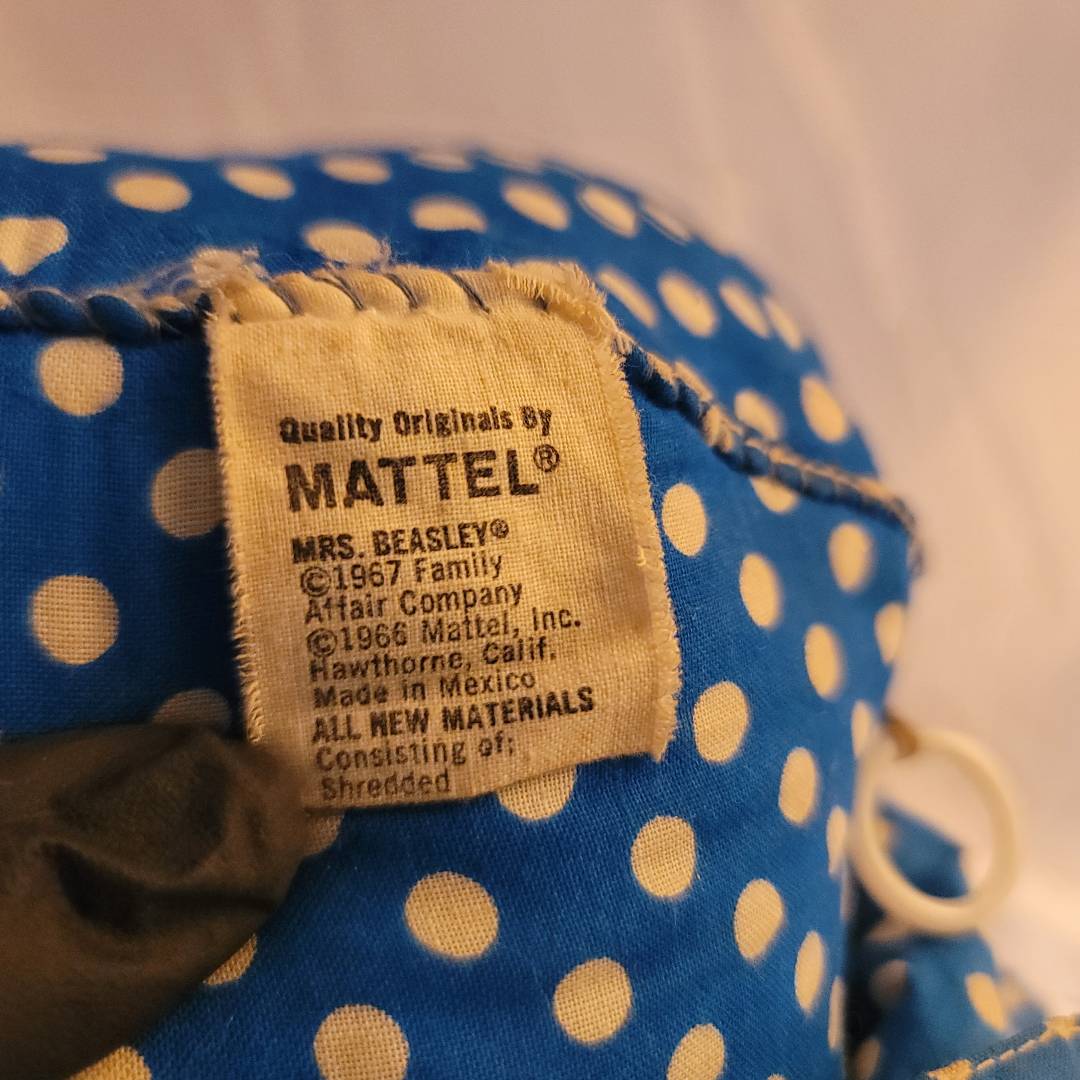 Quality Originals By
MATTEL®
MRS. BEASLEY®
©1967 Family
Affair Company
©1966 Mattel, Inc.
Hawthorne, Calif.
Made in Mexico
ALL NEW MATERIALS
Consisting of:
Shredded